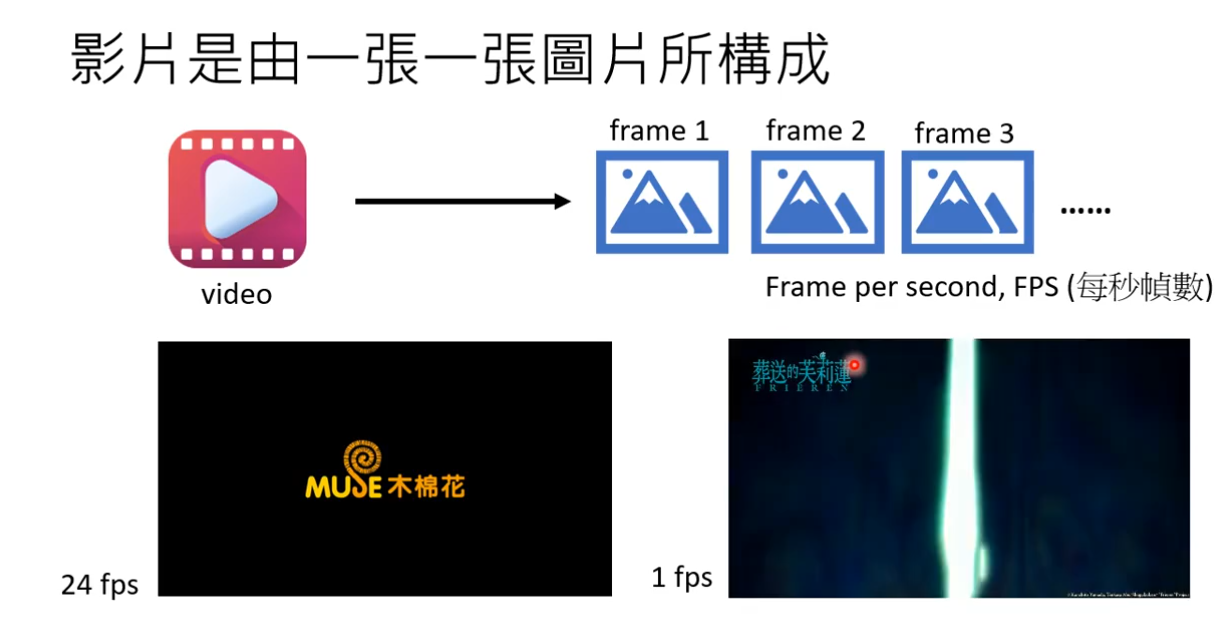 影片是由一張一張圖片所構成
frame 1
frame 2
frame 3
......
video
Frame per second, FPS (每秒幀數)
MUSE 木棉花
葬送的芙莉蓮
FRIEREN
24 fps
1 fps